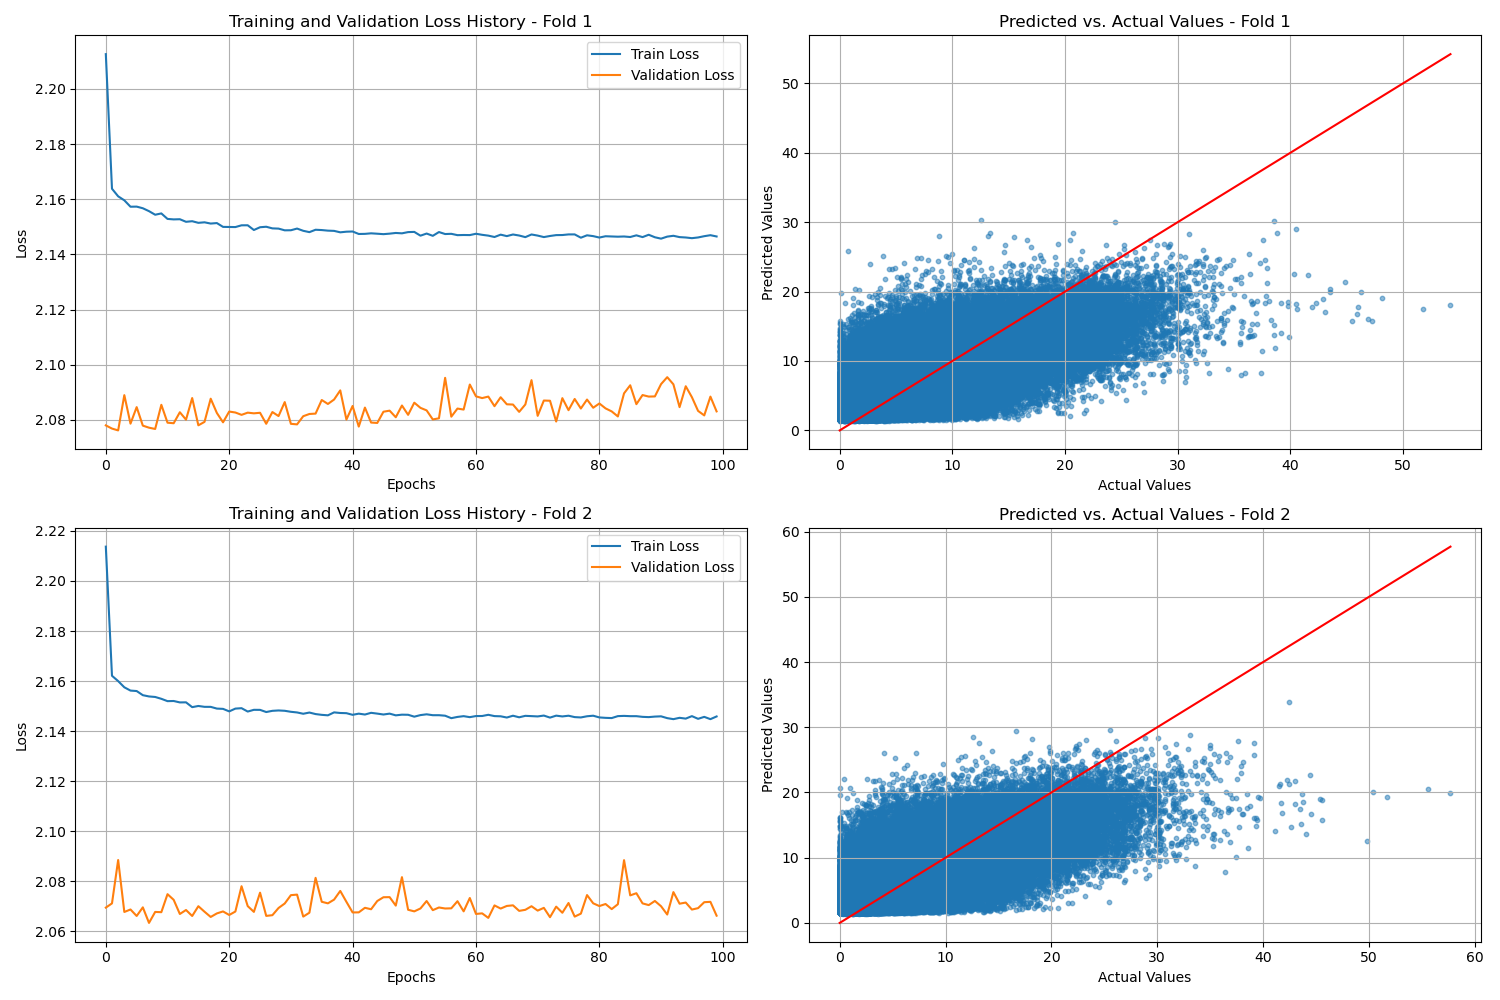 Training and Validation Loss History - Fold 1
Train Loss
Validation Loss
2.20
2.18
2.16
2.14
2.12
2.10
2.08
Loss
0 20 40 60 80 100
Epochs
Predicted vs. Actual Values - Fold 1
50
40
30
20
10
0
Predicted Values
0 10 20 30 40 50
Actual Values
Training and Validation Loss History - Fold 2
Train Loss
Validation Loss
2.22
2.20
2.18
2.16
2.14
2.12
2.10
2.08
2.06
Loss
0 20 40 60 80 100
Epochs
Predicted vs. Actual Values - Fold 2
60
50
40
30
20
10
0
Predicted Values
0 10 20 30 40 50 60
Actual Values